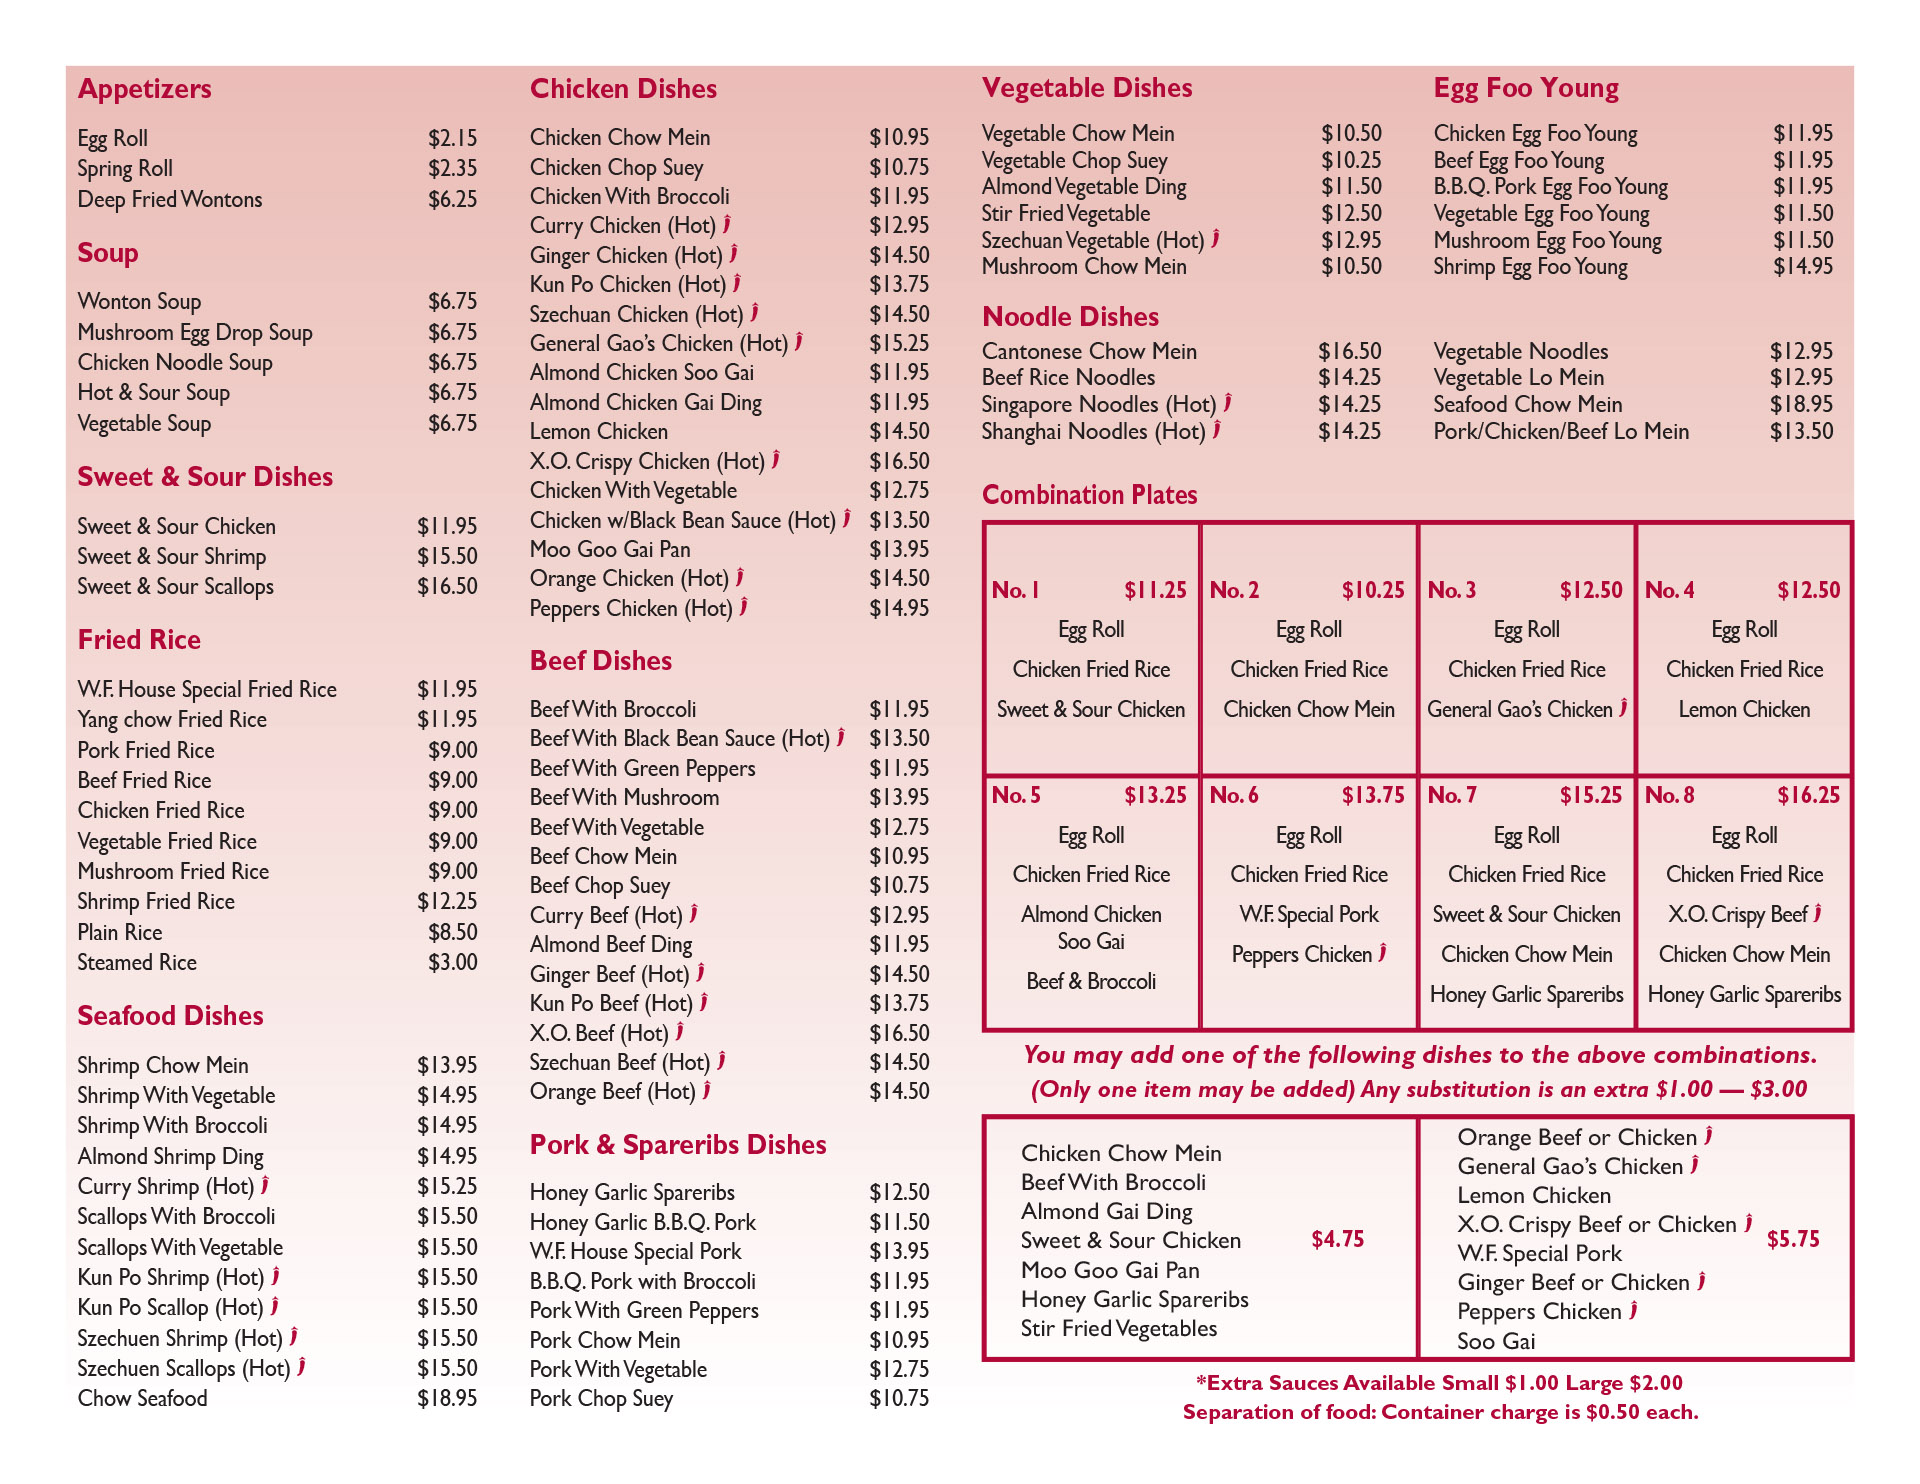 Appetizers
Egg Roll $2.15
Spring Roll $2.35
Deep Fried Wontons $6.25
Soup
Wonton Soup $6.75
Mushroom Egg Drop Soup $6.75
Chicken Noodle Soup $6.75
Hot & Sour Soup $6.75
Vegetable Soup $6.75
Sweet & Sour Dishes
Sweet & Sour Chicken $11.95
Sweet & Sour Shrimp $15.50
Sweet & Sour Scallops $16.50
Fried Rice
W.F. House Special Fried Rice $11.95
Yang chow Fried Rice $11.95
Pork Fried Rice $9.00
Beef Fried Rice $9.00
Chicken Fried Rice $9.00
Vegetable Fried Rice $9.00
Mushroom Fried Rice $9.00
Shrimp Fried Rice $12.25
Plain Rice $8.50
Steamed Rice $3.00
Seafood Dishes
Shrimp Chow Mein $13.95
Shrimp With Vegetable $14.95
Shrimp With Broccoli $14.95
Almond Shrimp Ding $14.95
Curry Shrimp (Hot) $15.25
Scallops With Broccoli $15.50
Scallops With Vegetable $15.50
Kun Po Shrimp (Hot) $15.50
Kun Po Scallop (Hot) $15.50
Szechuen Shrimp (Hot) $15.50
Szechuen Scallops (Hot) $15.50
Chow Seafood $18.95
Chicken Dishes
Chicken Chow Mein $10.95
Chicken Chop Suey $10.75
Chicken With Broccoli $11.95
Curry Chicken (Hot) $12.95
Ginger Chicken (Hot) $14.50
Kun Po Chicken (Hot) $13.75
Szechuan Chicken (Hot) $14.50
General Gao's Chicken (Hot) $15.25
Almond Chicken Soo Gai $11.95
Almond Chicken Gai Ding $11.95
Lemon Chicken $14.50
X.O. Crispy Chicken (Hot) $16.50
Chicken With Vegetable $12.75
Chicken w/Black Bean Sauce (Hot) $13.50
Moo Goo Gai Pan $13.95
Orange Chicken (Hot) $14.50
Peppers Chicken (Hot) $14.95
Beef Dishes
Beef With Broccoli $11.95
Beef With Black Bean Sauce (Hot) $13.50
Beef With Green Peppers $11.95
Beef With Mushroom $13.95
Beef With Vegetable $12.75
Beef Chow Mein $10.95
Beef Chop Suey $10.75
Curry Beef (Hot) $12.95
Almond Beef Ding $11.95
Ginger Beef (Hot) $14.50
Kun Po Beef (Hot) $13.75
X.O. Beef (Hot) $16.50
Szechuan Beef (Hot) $14.50
Orange Beef (Hot) $14.50
Pork & Spareribs Dishes
Honey Garlic Spareribs $12.50
Honey Garlic B.B.Q. Pork $11.50
W.F. House Special Pork $13.95
B.B.Q. Pork with Broccoli $11.95
Pork With Green Peppers $11.95
Pork Chow Mein $10.95
Pork With Vegetable $12.75
Pork Chop Suey $10.75
Vegetable Dishes
Vegetable Chow Mein $10.50
Vegetable Chop Suey $10.25
Almond Vegetable Ding $11.50
Stir Fried Vegetable $12.50
Szechuan Vegetable (Hot) $12.95
Mushroom Chow Mein $10.50
Egg Foo Young
Chicken Egg Foo Young $11.95
Beef Egg Foo Young $11.95
B.B.Q. Pork Egg Foo Young $11.95
Vegetable Egg Foo Young $11.50
Mushroom Egg Foo Young $11.50
Shrimp Egg Foo Young $14.95
Noodle Dishes
Cantonese Chow Mein $16.50
Beef Rice Noodles $14.25
Singapore Noodles (Hot) $14.25
Shanghai Noodles (Hot) $14.25
Vegetable Noodles $12.95
Vegetable Lo Mein $12.95
Seafood Chow Mein $18.95
Pork/Chicken/Beef Lo Mein $13.50
Combination Plates
No. 1 $11.25
Egg Roll
Chicken Fried Rice
Sweet & Sour Chicken
No. 2 $10.25
Egg Roll
Chicken Fried Rice
Chicken Chow Mein
No. 3 $12.50
Egg Roll
Chicken Fried Rice
General Gao's Chicken
No. 4 $12.50
Egg Roll
Chicken Fried Rice
Lemon Chicken
No. 5 $13.25
Egg Roll
Chicken Fried Rice
Almond Chicken
Soo Gai
Beef & Broccoli
No. 6 $13.75
Egg Roll
Chicken Fried Rice
W.F. Special Pork
Peppers Chicken
No. 7 $15.25
Egg Roll
Chicken Fried Rice
Sweet & Sour Chicken
Chicken Chow Mein
Honey Garlic Spareribs
No. 8 $16.25
Egg Roll
Chicken Fried Rice
X.O. Crispy Beef
Chicken Chow Mein
Honey Garlic Spareribs
You may add one of the following dishes to the above combinations.
(Only one item may be added) Any substitution is an extra $1.00 — $3.00
Chicken Chow Mein
Beef With Broccoli
Almond Gai Ding
Sweet & Sour Chicken $4.75
Moo Goo Gai Pan
Honey Garlic Spareribs
Stir Fried Vegetables
Orange Beef or Chicken
General Gao's Chicken
Lemon Chicken
X.O. Crispy Beef or Chicken $5.75
W.F. Special Pork
Ginger Beef or Chicken
Peppers Chicken
Soo Gai
*Extra Sauces Available Small $1.00 Large $2.00
Separation of food: Container charge is $0.50 each.